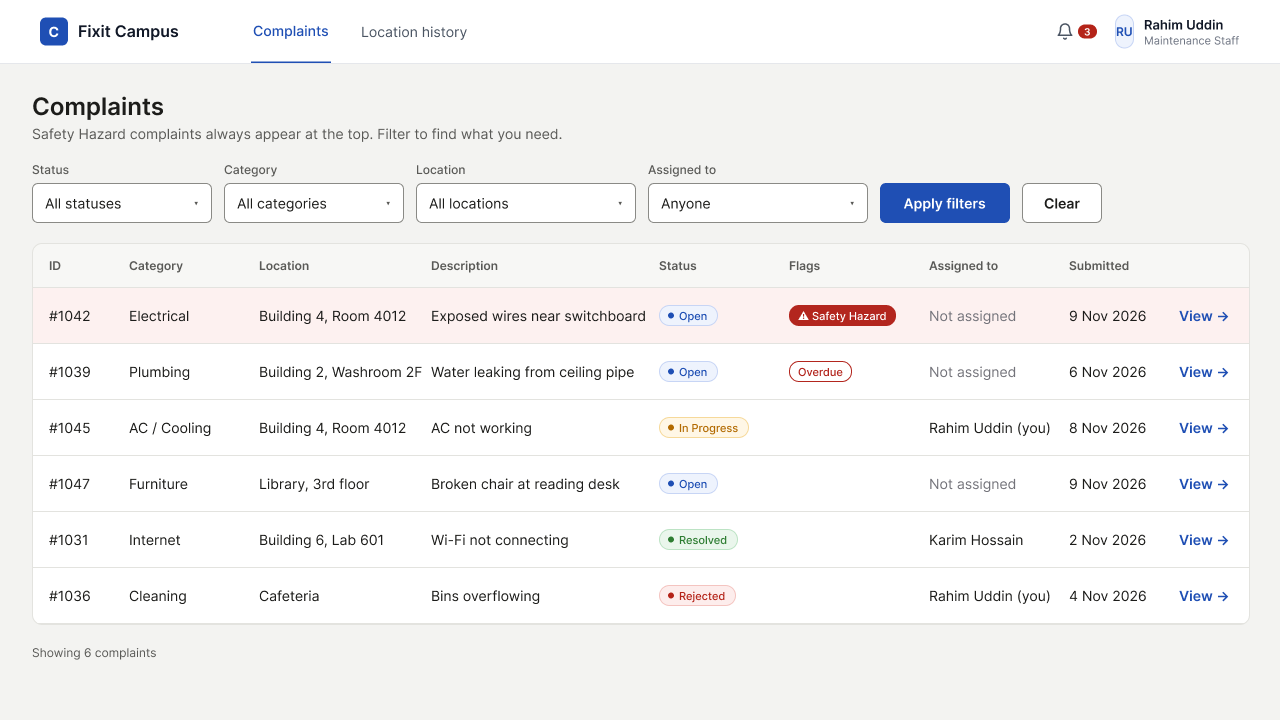 C Fixit Campus Complaints Location history 3 RU Rahim Uddin
Maintenance Staff
Complaints
Safety Hazard complaints always appear at the top. Filter to find what you need.
Status Category Location Assigned to
All statuses All categories All locations Anyone Apply filters Clear
ID Category Location Description Status Flags Assigned to Submitted
#1042 Electrical Building 4, Room 4012 Exposed wires near switchboard Open Safety Hazard Not assigned 9 Nov 2026 View →
#1039 Plumbing Building 2, Washroom 2F Water leaking from ceiling pipe Open Overdue Not assigned 6 Nov 2026 View →
#1045 AC / Cooling Building 4, Room 4012 AC not working In Progress Rahim Uddin (you) 8 Nov 2026 View →
#1047 Furniture Library, 3rd floor Broken chair at reading desk Open Not assigned 9 Nov 2026 View →
#1031 Internet Building 6, Lab 601 Wi-Fi not connecting Resolved Karim Hossain 2 Nov 2026 View →
#1036 Cleaning Cafeteria Bins overflowing Rejected Rahim Uddin (you) 4 Nov 2026 View →
Showing 6 complaints